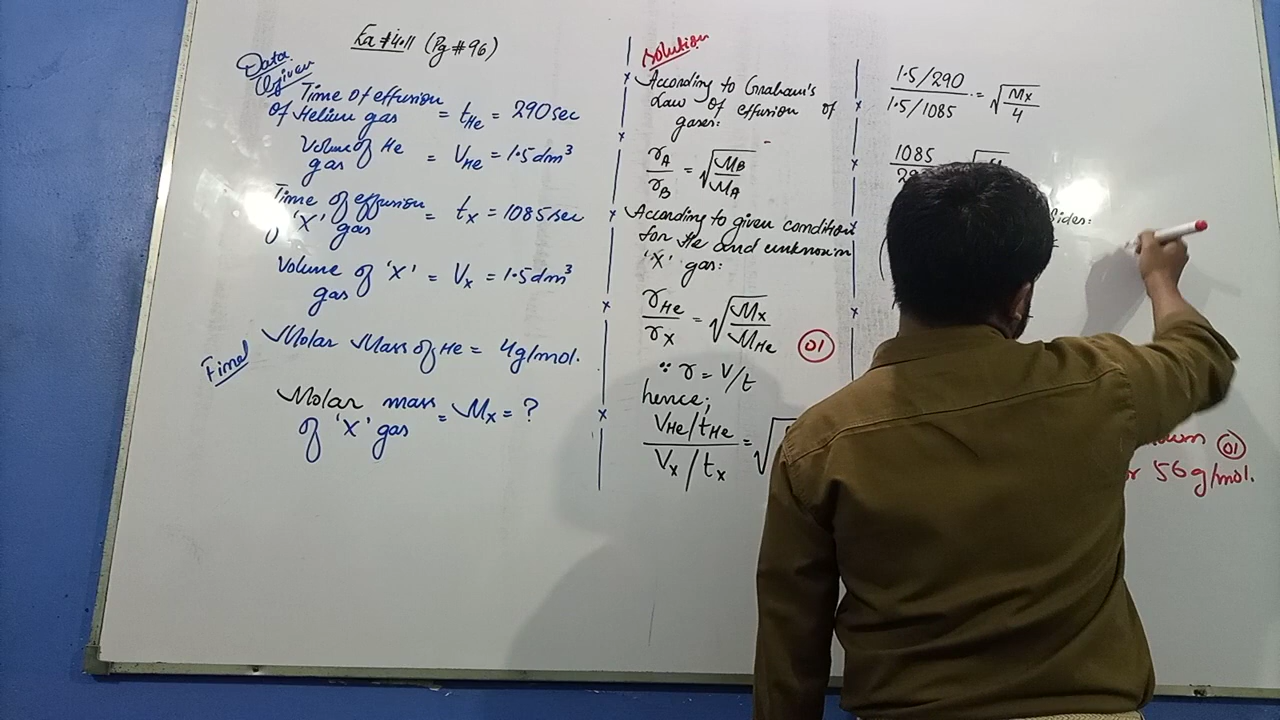 Ex # 4.11 (Pg # 96)
Data
Given
Time of effusion
of Helium gas = tHe = 290 sec
Volume of He
gas = VHe = 1.5 dm³
Time of effusion
of 'X' gas = tX = 1085 sec
Volume of 'X'
gas = VX = 1.5 dm³
Molar Mass of He = 4g/mol.
Find
Molar mass
of 'X' gas = MX = ?
Solution
According to Graham's
Law of effusion of
gases:
rA/rB = √MB/MA
According to given condition
for He and unknown
'X' gas:
rHe/rX = √MX/MHe
01
∵ r = V/t
hence;
VHe/tHe
VX/tX = √
1.5/290
1.5/1085 = √MX/4
1085
Sides:
01
56g/mol.